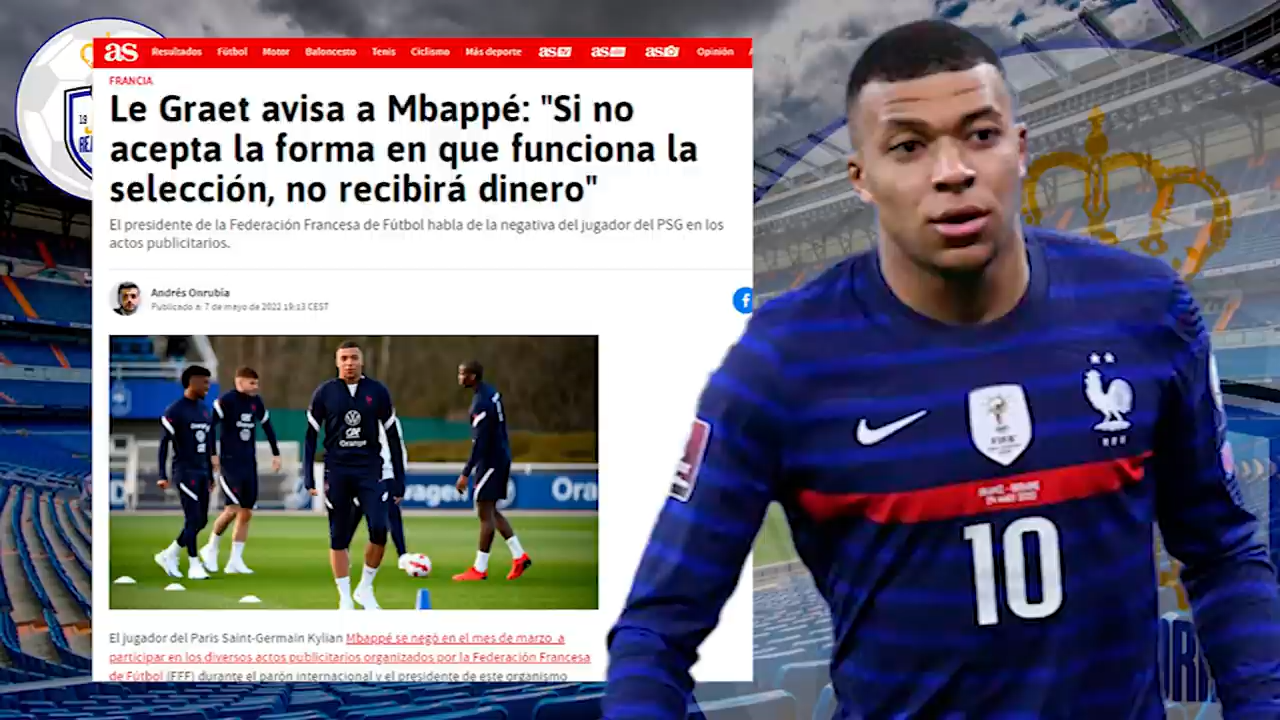 as
Resultados Fútbol Motor Baloncesto Tenis Ciclismo Más deporte as as as Opinión
FRANCIA
Le Graet avisa a Mbappé: "Si no
acepta la forma en que funciona la
selección, no recibirá dinero"
El presidente de la Federación Francesa de Fútbol habla de la negativa del jugador del PSG en los
actos publicitarios.
Andrés Onrubia
Publicado a: 7 de mayo de 2022 19:13 CEST
Orange
El jugador del Paris Saint-Germain Kylian Mbappé se negó en el mes de marzo a
participar en los diversos actos publicitarios organizados por la Federación Francesa
de Fútbol (FFF) durante el parón internacional y el presidente de este organismo
FIFA
FFF
10